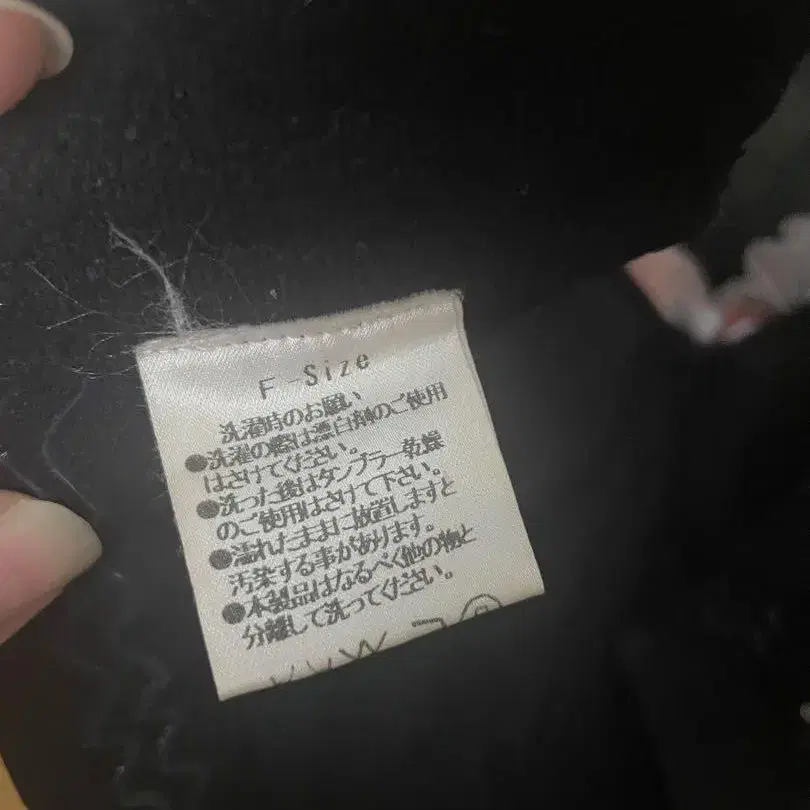 F-Size
洗濯時のお願い
●洗濯の際は漂白剤のご使用
はさけてください。
●洗った後はタンブラー乾燥
のご使用はさけて下さい。
●濡れたままに放置しますと
汚染する事があります。
●本製品はなるべく他の物と
分離して洗ってください。